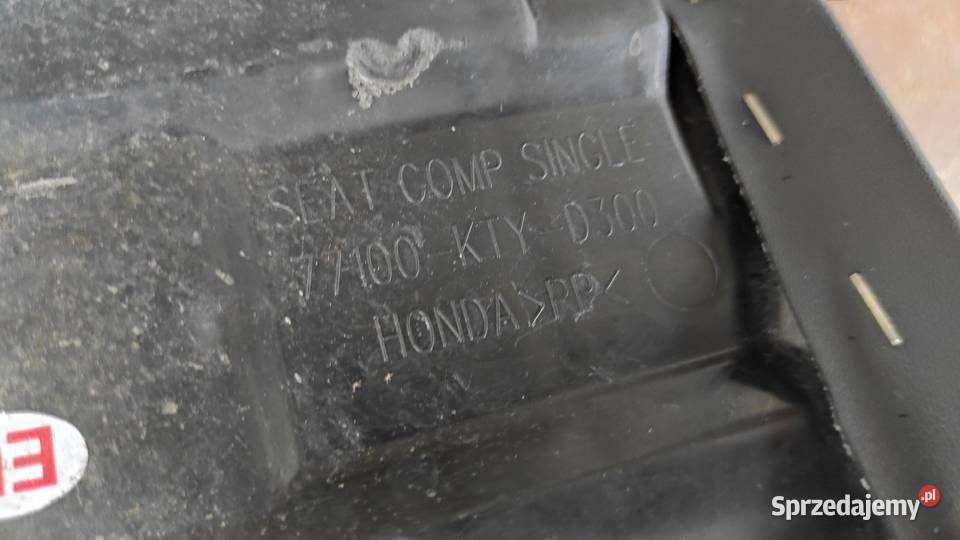 SEAT COMP SINGLE
77100-KTY-D300
HONDA >PP<
Sprzedajemy.pl